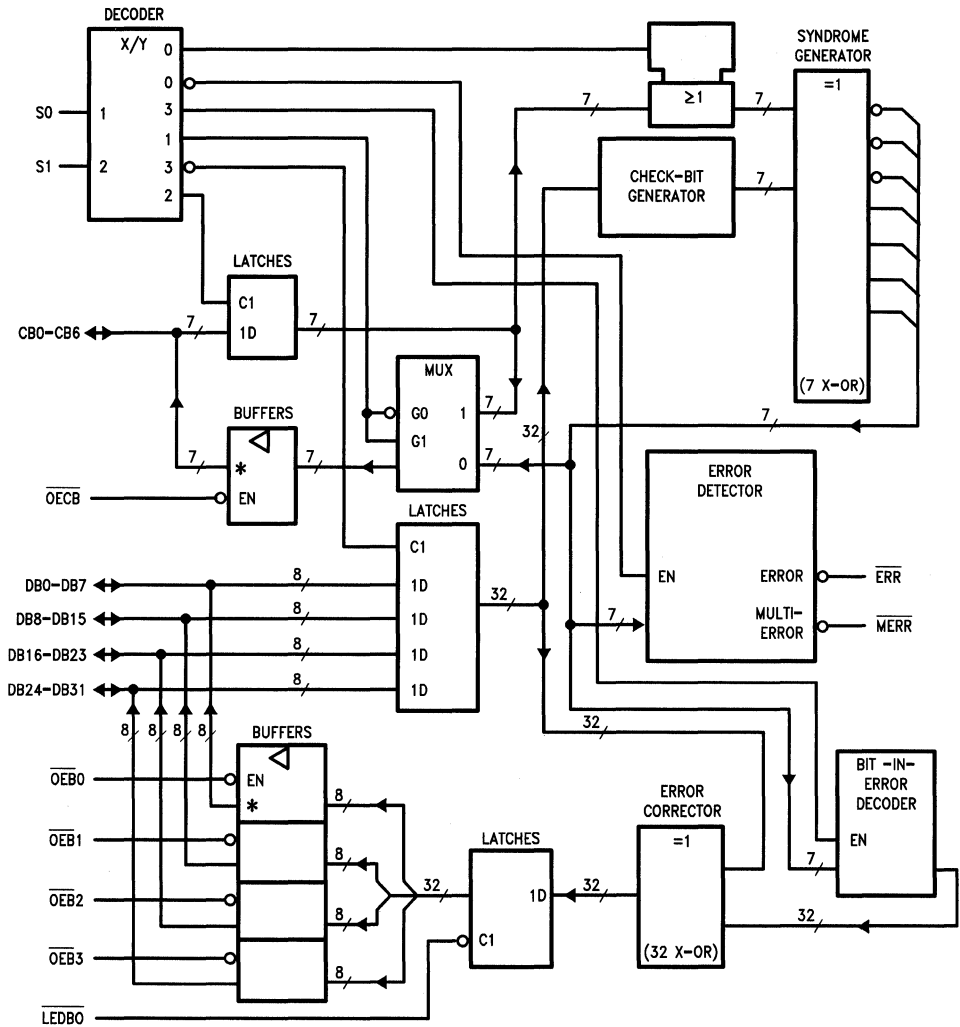 DECODER
X/Y
0
0
3
1
3
2
S0
1
S1
2
≥1
7
7
SYNDROME
GENERATOR
=1
(7 X-OR)
CHECK-BIT
GENERATOR
7
LATCHES
C1
1D
CB0-CB6
7
7
MUX
G0
1
G1
0
7
7
32
7
BUFFERS
*
EN
7
7
OECB
LATCHES
C1
1D
1D
1D
1D
DB0-DB7
8
DB8-DB15
8
DB16-DB23
8
DB24-DB31
8
32
ERROR
DETECTOR
EN
ERROR
ERR
MULTI-
ERROR
MERR
7
8
8
8
8
BUFFERS
EN
*
OEB0
OEB1
OEB2
OEB3
LEDBO
8
8
8
8
32
LATCHES
1D
C1
32
32
ERROR
CORRECTOR
=1
(32 X-OR)
BIT -IN-
ERROR
DECODER
EN
7
32